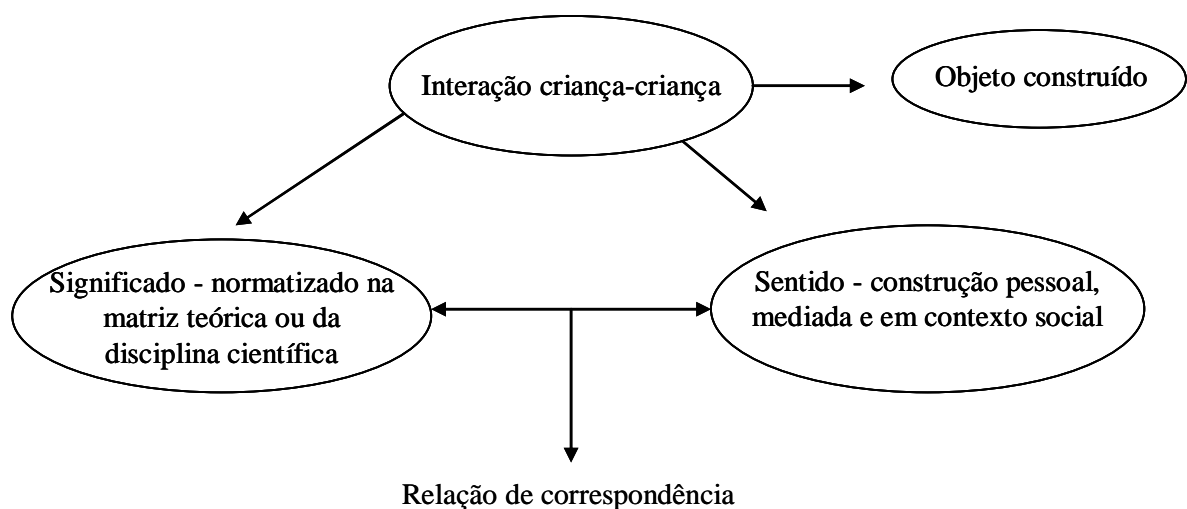 Interação criança-criança
Objeto construído
Significado - normatizado na
matriz teórica ou da
disciplina científica
Sentido - construção pessoal,
mediada e em contexto social
Relação de correspondência